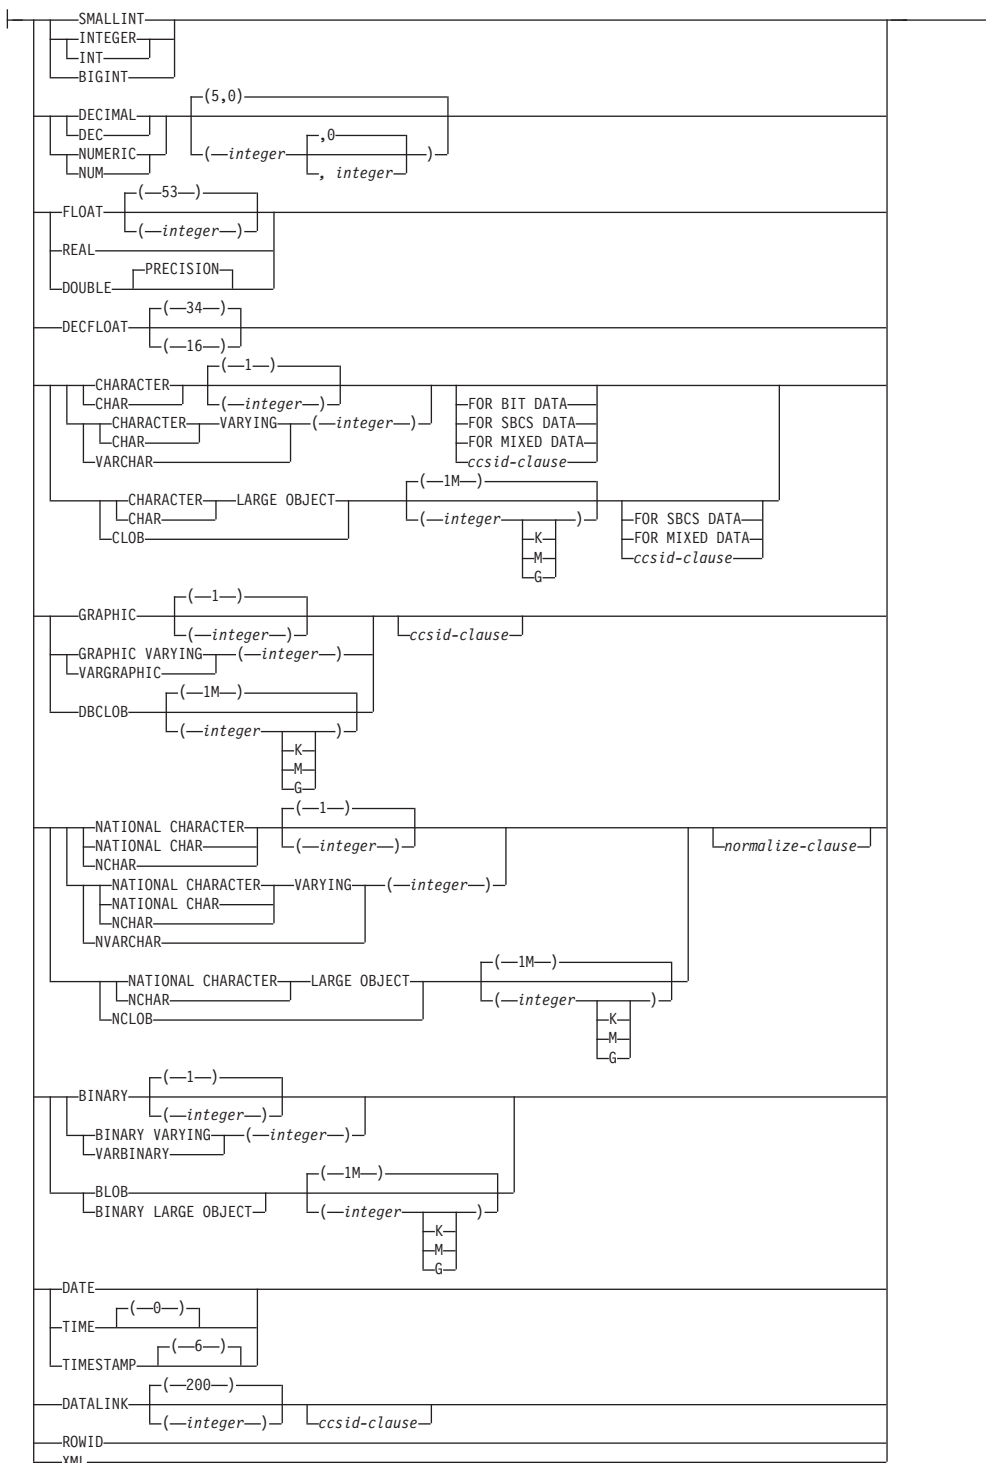 SMALLINT
INTEGER
INT
BIGINT
(5,0)
DECIMAL
DEC
,0
NUMERIC
( integer )
NUM
, integer
( 53 )
FLOAT
( integer )
REAL
PRECISION
DOUBLE
( 34 )
DECFLOAT
( 16 )
( 1 )
CHARACTER
CHAR ( integer ) FOR BIT DATA
CHARACTER VARYING ( integer ) FOR SBCS DATA
CHAR FOR MIXED DATA
VARCHAR ccsid-clause
( 1M )
CHARACTER LARGE OBJECT
CHAR ( integer ) FOR SBCS DATA
CLOB K FOR MIXED DATA
M ccsid-clause
G
( 1 )
GRAPHIC
( integer ) ccsid-clause
GRAPHIC VARYING ( integer )
VARGRAPHIC
( 1M )
DBCLOB
( integer )
K
M
G
( 1 )
NATIONAL CHARACTER
NATIONAL CHAR ( integer ) normalize-clause
NCHAR
NATIONAL CHARACTER VARYING ( integer )
NATIONAL CHAR
NCHAR
NVARCHAR
( 1M )
NATIONAL CHARACTER LARGE OBJECT
NCHAR ( integer )
NCLOB K
M
G
( 1 )
BINARY
( integer )
BINARY VARYING ( integer )
VARBINARY
( 1M )
BLOB
BINARY LARGE OBJECT ( integer )
K
M
G
DATE
( 0 )
TIME
( 6 )
TIMESTAMP
( 200 )
DATALINK
( integer ) ccsid-clause
ROWID
XML